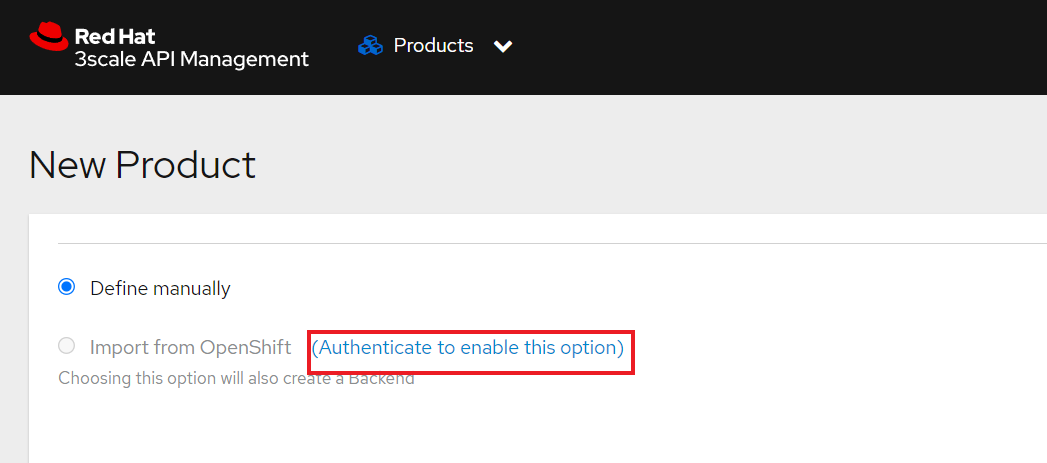 Red Hat
3scale API Management
Products
New Product
Define manually
Import from OpenShift (Authenticate to enable this option)
Choosing this option will also create a Backend